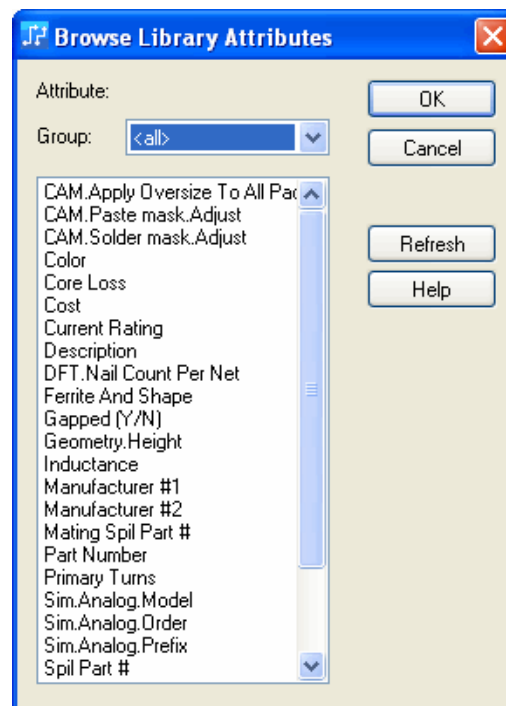 Browse Library Attributes
Attribute:
OK
Group:
<all>
Cancel
CAM.Apply Oversize To All Pac
CAM.Paste mask.Adjust
CAM.Solder mask.Adjust
Refresh
Color
Core Loss
Help
Cost
Current Rating
Description
DFT.Nail Count Per Net
Ferrite And Shape
Gapped (Y/N)
Geometry.Height
Inductance
Manufacturer #1
Manufacturer #2
Mating Spil Part #
Part Number
Primary Turns
Sim.Analog.Model
Sim.Analog.Order
Sim.Analog.Prefix
Spil Part #